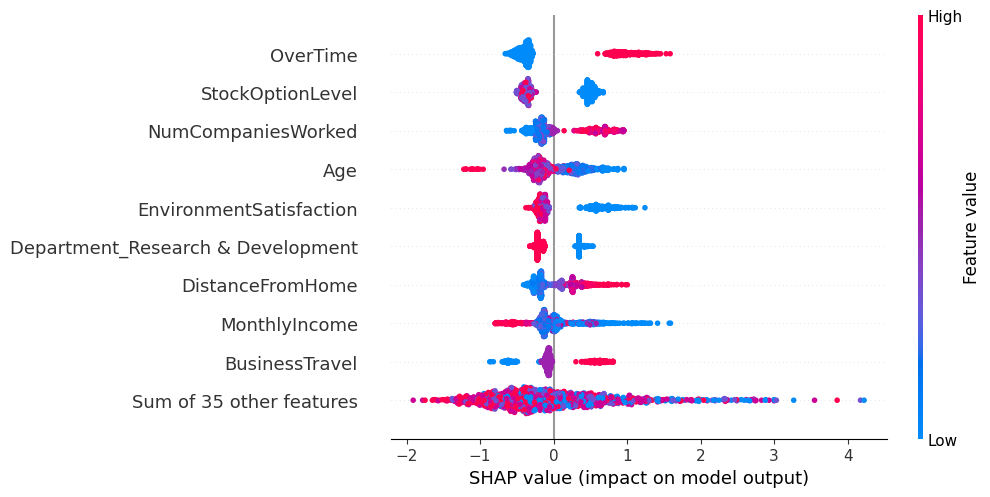 High
OverTime
StockOptionLevel
NumCompaniesWorked
Age
EnvironmentSatisfaction
Department_Research & Development
DistanceFromHome
MonthlyIncome
BusinessTravel
Sum of 35 other features
Feature value
Low
−2 −1 0 1 2 3 4
SHAP value (impact on model output)